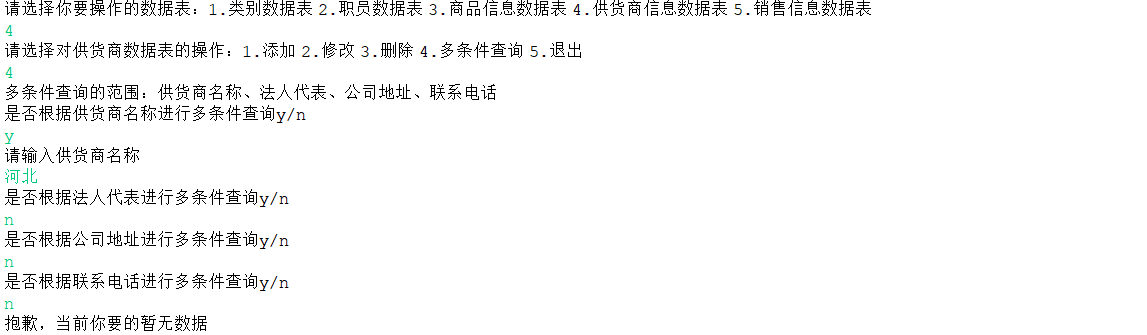 请选择你要操作的数据表：1.类别数据表 2.职员数据表 3.商品信息数据表 4.供货商信息数据表 5.销售信息数据表
4
请选择对供货商数据表的操作：1.添加 2.修改 3.删除 4.多条件查询 5.退出
4
多条件查询的范围：供货商名称、法人代表、公司地址、联系电话
是否根据供货商名称进行多条件查询y/n
y
请输入供货商名称
河北
是否根据法人代表进行多条件查询y/n
n
是否根据公司地址进行多条件查询y/n
n
是否根据联系电话进行多条件查询y/n
n
抱歉，当前你要的暂无数据